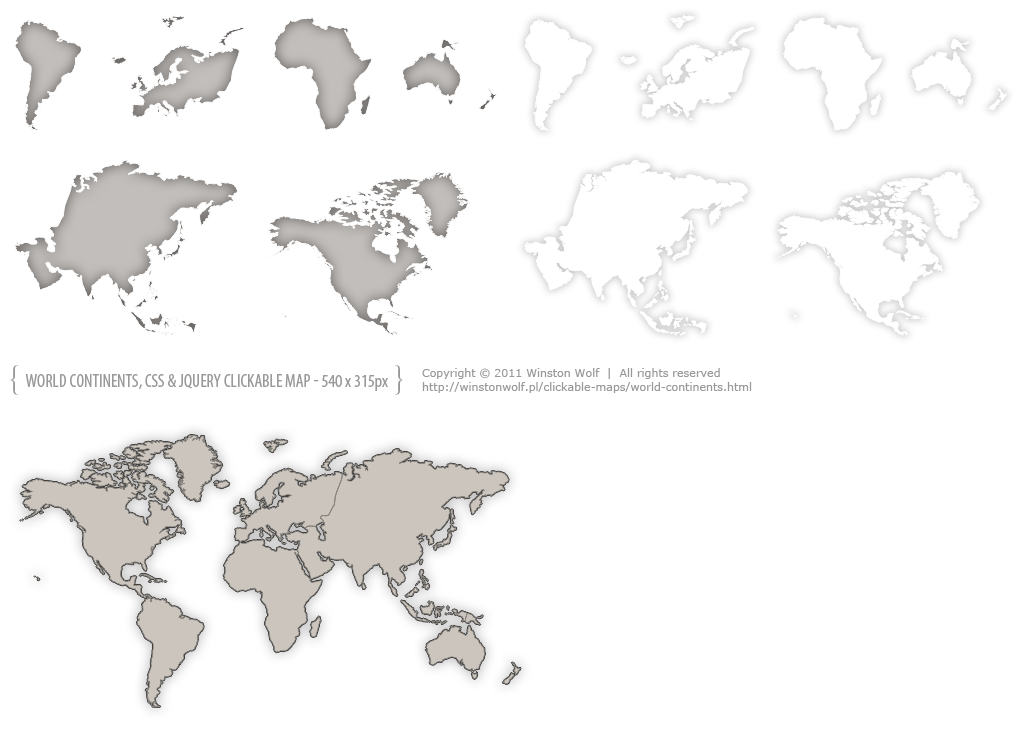 { WORLD CONTINENTS, CSS & JQUERY CLICKABLE MAP - 540 x 315px }
Copyright © 2011 Winston Wolf | All rights reserved
http://winstonwolf.pl/clickable-maps/world-continents.html